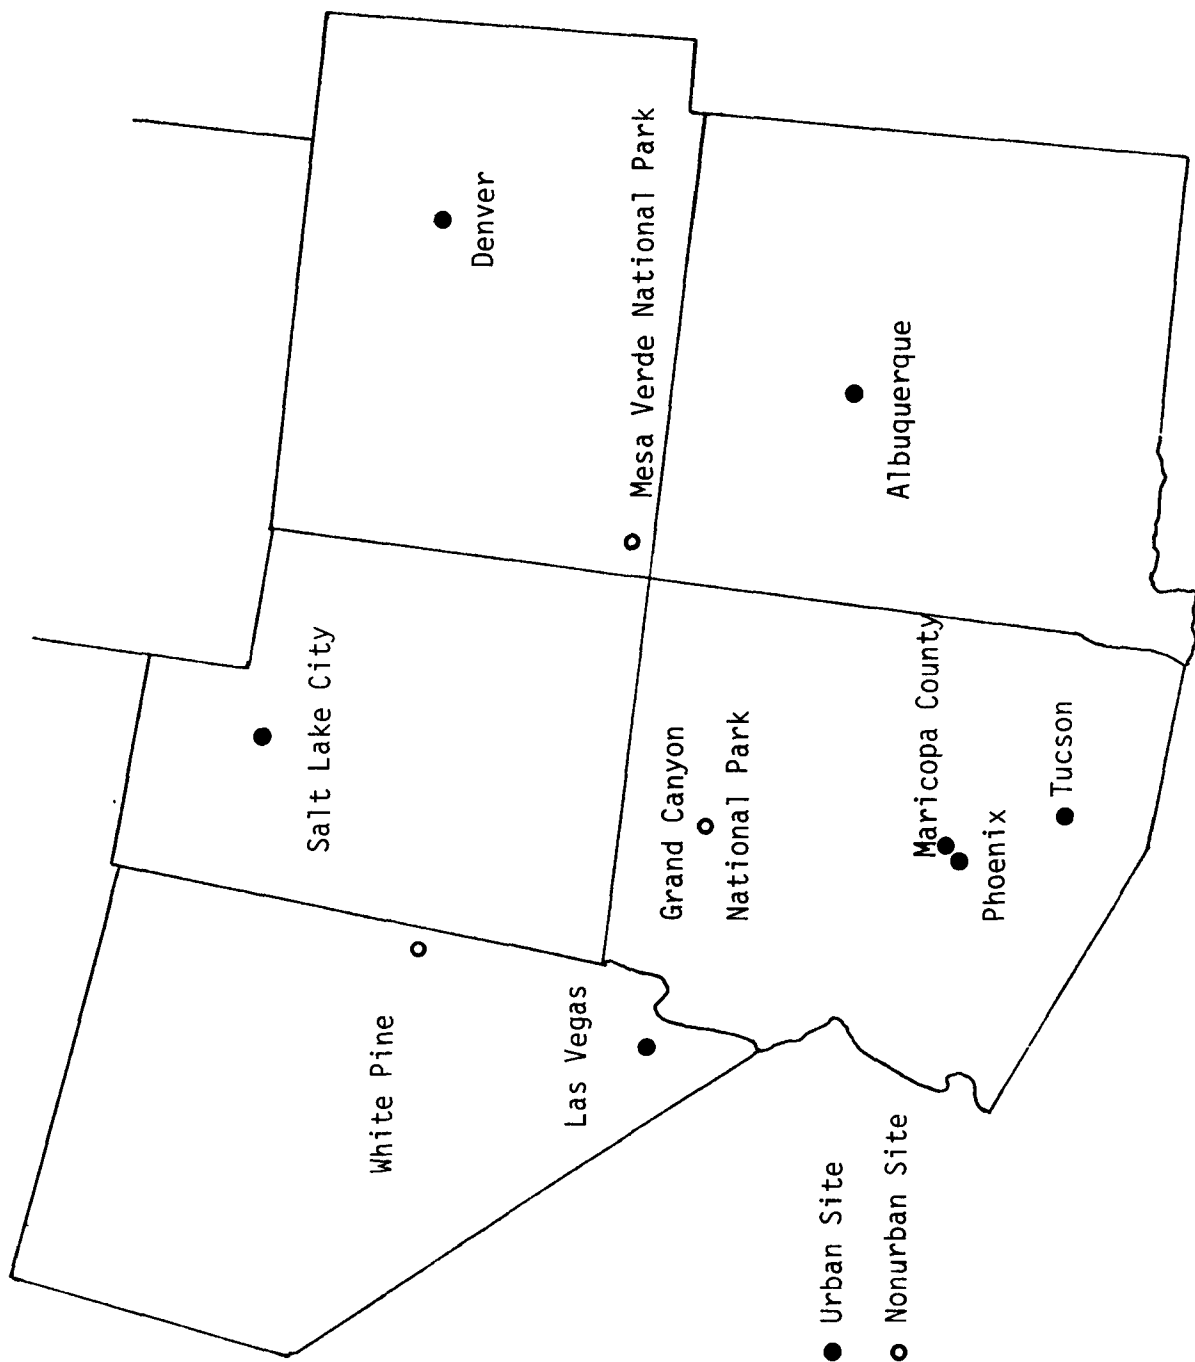 Salt Lake City
Denver
White Pine
Las Vegas
Grand Canyon
National Park
Mesa Verde National Park
Maricopa County
Phoenix
Tucson
Albuquerque
Urban Site
Nonurban Site